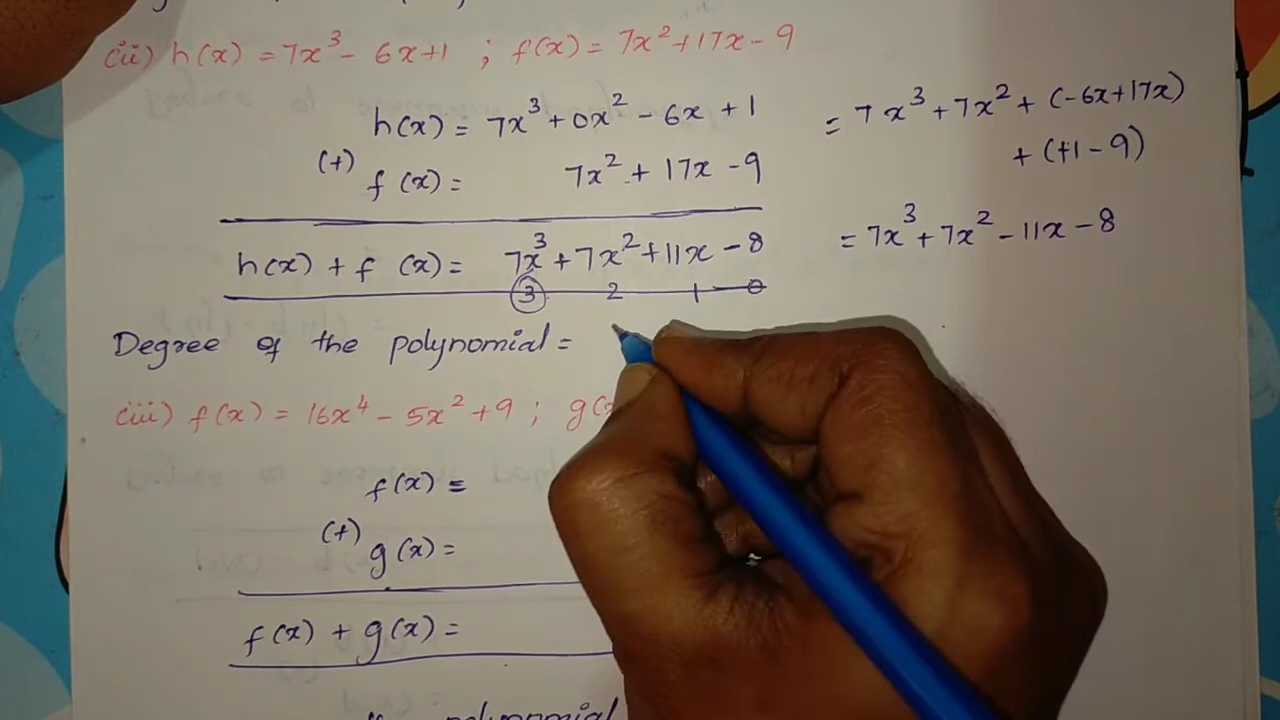 (ii) h(x) = 7x³ - 6x+1 ; f(x) = 7x²+17x-9
h(x) = 7x³ + 0x² - 6x + 1
(+) f(x) = 7x² + 17x - 9
h(x) + f(x) = 7x³ + 7x² + 11x - 8
3 2 1 0
= 7x³ + 7x² + (-6x+17x)
+ (+1-9)
= 7x³ + 7x² - 11x - 8
Degree of the polynomial =
(iii) f(x) = 16x⁴ - 5x² + 9 ;
f(x) =
(+) g(x) =
f(x) + g(x) =
polynomial